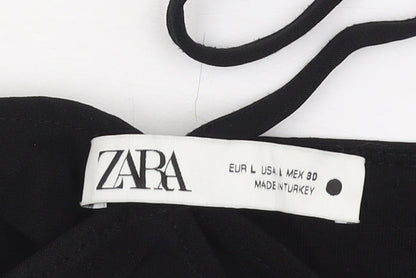 ZARA
EUR L USA L MEX 30
MADE IN TURKEY